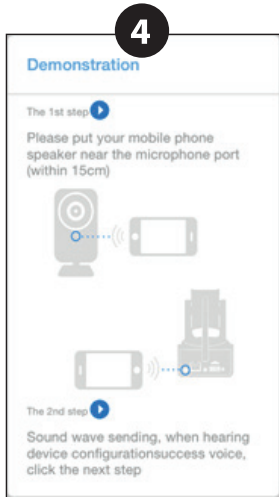 4
Demonstration
The 1st step
Please put your mobile phone
speaker near the microphone port
(within 15cm)
The 2nd step
Sound wave sending, when hearing
device configurationsuccess voice,
click the next step